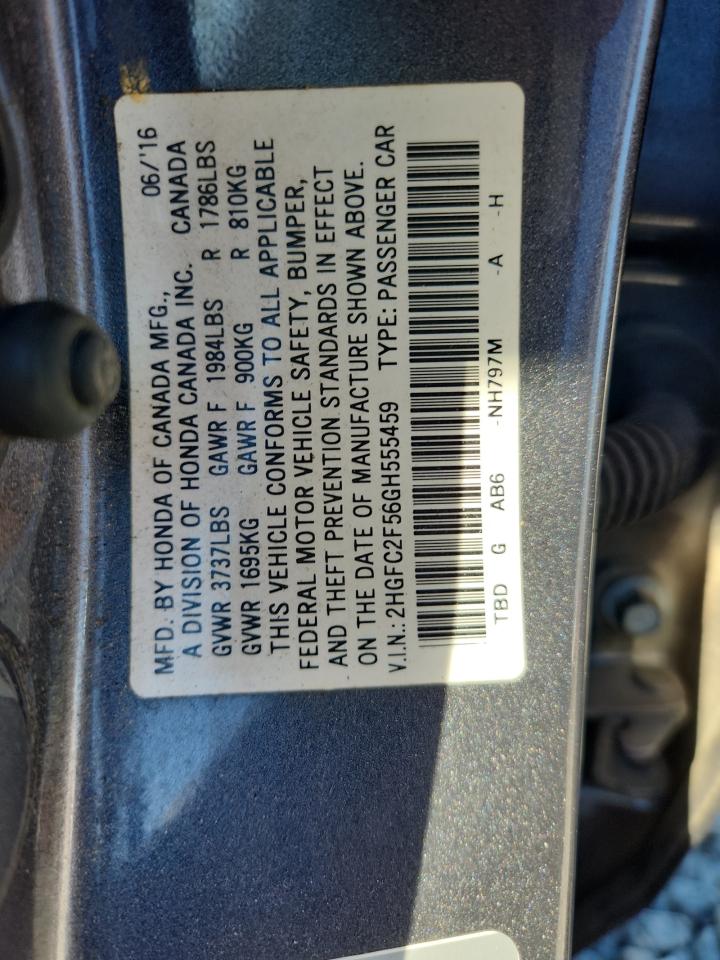 MFD. BY HONDA OF CANADA MFG., 06/'16
A DIVISION OF HONDA CANADA INC. CANADA
GVWR 3737LBS GAWR F 1984LBS R 1786LBS
GVWR 1695KG GAWR F 900KG R 810KG
THIS VEHICLE CONFORMS TO ALL APPLICABLE
FEDERAL MOTOR VEHICLE SAFETY, BUMPER,
AND THEFT PREVENTION STANDARDS IN EFFECT
ON THE DATE OF MANUFACTURE SHOWN ABOVE.
V.I.N.: 2HGFC2F56GH555459 TYPE: PASSENGER CAR
TBD G AB6 -NH797M -A -H